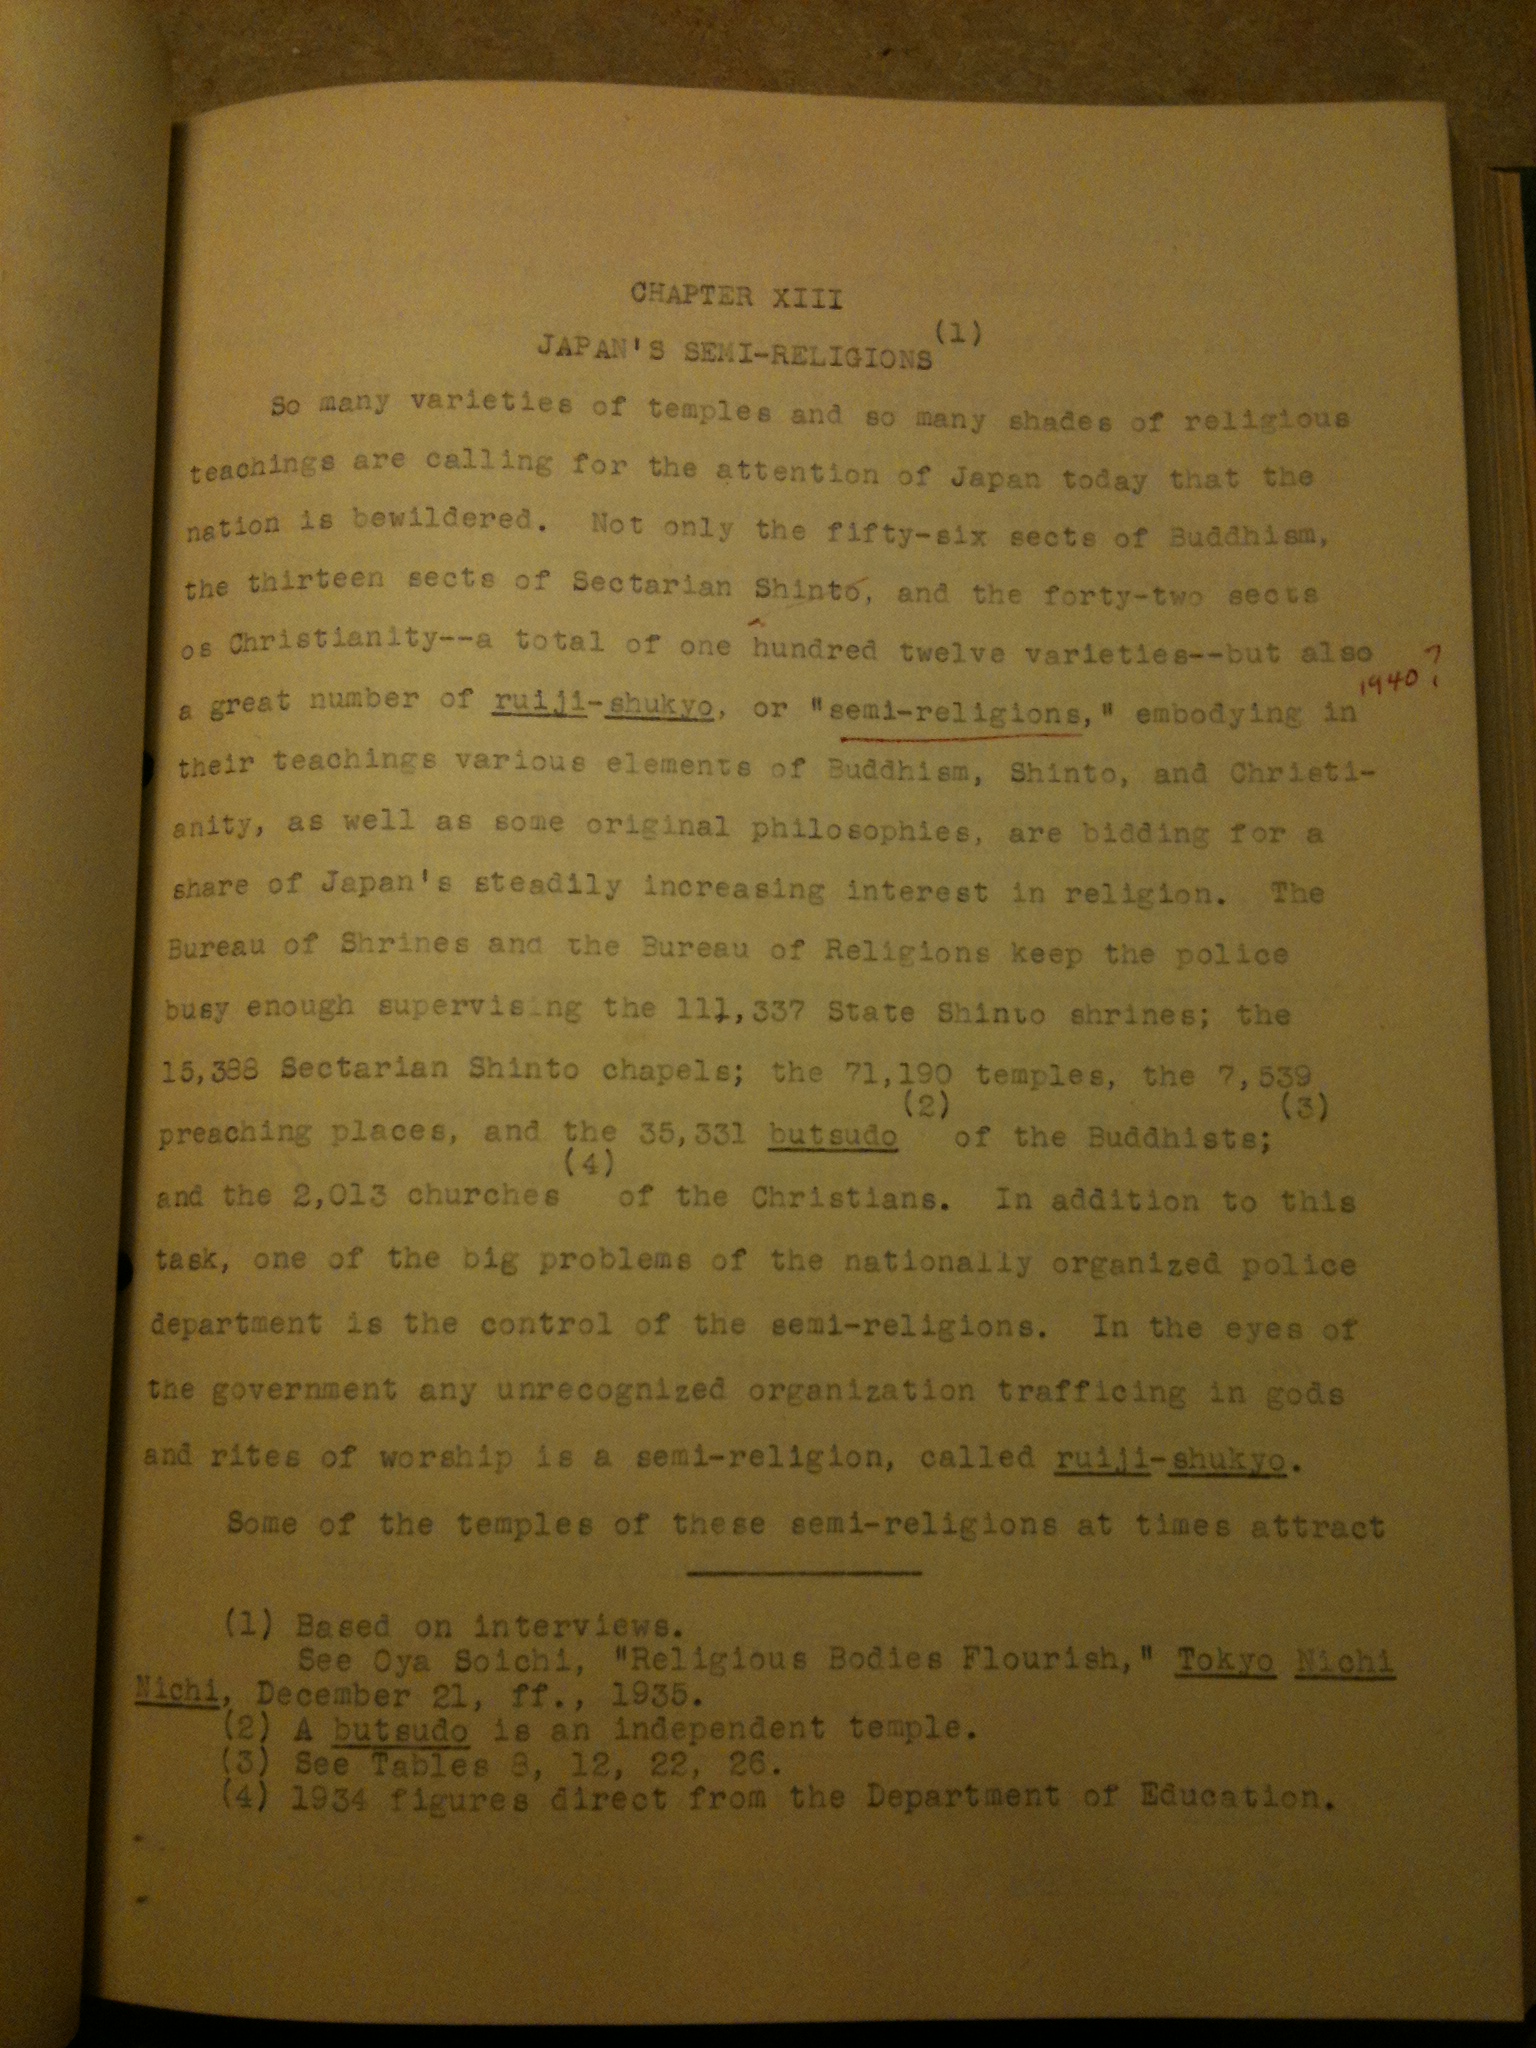 CHAPTER XIII
JAPAN'S SEMI-RELIGIONS(1)
So many varieties of temples and so many shades of religious
teachings are calling for the attention of Japan today that the
nation is bewildered. Not only the fifty-six sects of Buddhism,
the thirteen sects of Sectarian Shinto, and the forty-two sects
os Christianity--a total of one hundred twelve varieties--but also
1940?
a great number of ruiji-shukyo, or "semi-religions," embodying in
their teachings various elements of Buddhism, Shinto, and Christi-
anity, as well as some original philosophies, are bidding for a
share of Japan's steadily increasing interest in religion. The
Bureau of Shrines and the Bureau of Religions keep the police
busy enough supervising the 111,337 State Shinto shrines; the
15,388 Sectarian Shinto chapels; the 71,190 temples, the 7,539
preaching places, and the 35,331 butsudo(2) of the Buddhists;(3)
and the 2,013 churches(4) of the Christians. In addition to this
task, one of the big problems of the nationally organized police
department is the control of the semi-religions. In the eyes of
the government any unrecognized organization trafficing in gods
and rites of worship is a semi-religion, called ruiji-shukyo.
Some of the temples of these semi-religions at times attract
(1) Based on interviews.
See Oya Soichi, "Religious Bodies Flourish," Tokyo Nichi
Nichi, December 21, ff., 1935.
(2) A butsudo is an independent temple.
(3) See Tables 8, 12, 22, 26.
(4) 1934 figures direct from the Department of Education.